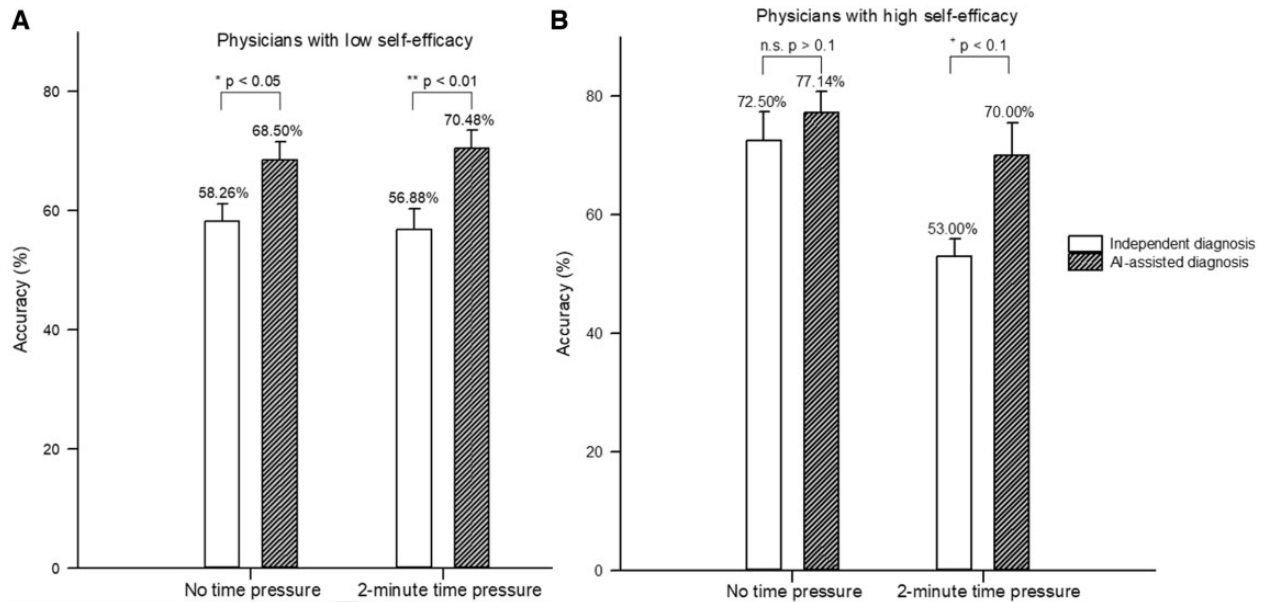 A
Physicians with low self-efficacy
* p < 0.05
** p < 0.01
58.26%
68.50%
56.88%
70.48%
Accuracy (%)
80
60
40
20
0
No time pressure
2-minute time pressure
B
Physicians with high self-efficacy
n.s. p > 0.1
* p < 0.1
72.50%
77.14%
53.00%
70.00%
Accuracy (%)
80
60
40
20
0
No time pressure
2-minute time pressure
Independent diagnosis
AI-assisted diagnosis